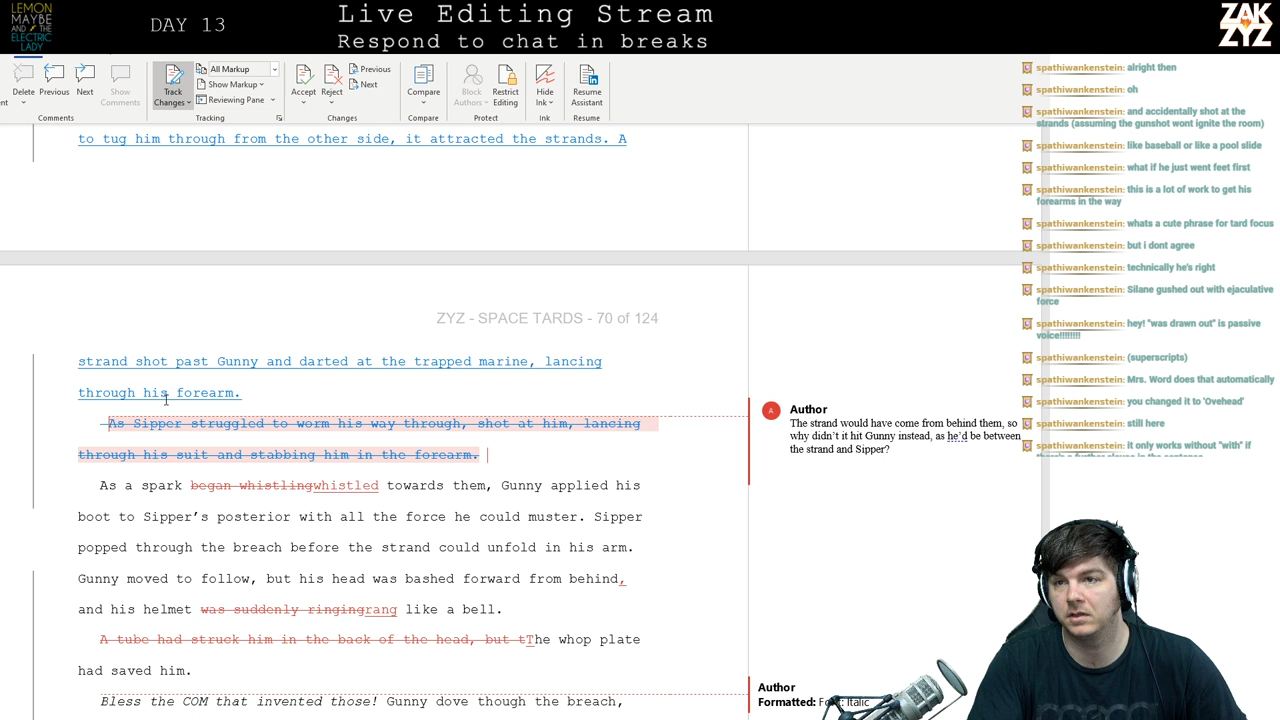 LEMON
MAYBE
AND THE
ELECTRIC
LADY
DAY 13
Live Editing Stream
Respond to chat in breaks
ZAK
ZYZ
Delete
Previous
Next
Show
Comments
Comments
Track
Changes
All Markup
Show Markup
Reviewing Pane
Tracking
Accept
Reject
Previous
Next
Changes
Compare
Compare
Block
Authors
Restrict
Editing
Protect
Hide
Ink
Ink
Resume
Assistant
Resume
to tug him through from the other side, it attracted the strands. A
ZYZ - SPACE TARDS - 70 of 124
strand shot past Gunny and darted at the trapped marine, lancing
through his forearm.
As Sipper struggled to worm his way through, shot at him, lancing
through his suit and stabbing him in the forearm.
As a spark began whistlingwhistled towards them, Gunny applied his
boot to Sipper's posterior with all the force he could muster. Sipper
popped through the breach before the strand could unfold in his arm.
Gunny moved to follow, but his head was bashed forward from behind,
and his helmet was suddenly ringingrang like a bell.
A tube had struck him in the back of the head, but tThe whop plate
had saved him.
Bless the COM that invented those! Gunny dove though the breach,
Author
The strand would have come from behind them, so
why didn't it hit Gunny instead, as he'd be between
the strand and Sipper?
Author
Formatted: Font: Italic
spathiwankenstein: alright then
spathiwankenstein: oh
spathiwankenstein: and accidentally shot at the
strands (assuming the gunshot wont ignite the room)
spathiwankenstein: like baseball or like a pool slide
spathiwankenstein: what if he just went feet first
spathiwankenstein: this is a lot of work to get his
forearms in the way
spathiwankenstein: whats a cute phrase for tard focus
spathiwankenstein: but i dont agree
spathiwankenstein: technically he's right
spathiwankenstein: Silane gushed out with ejaculative
force
spathiwankenstein: hey! "was drawn out" is passive
voice!!!!!!!!
spathiwankenstein: (superscripts)
spathiwankenstein: Mrs. Word does that automatically
spathiwankenstein: you changed it to 'Ovehead'
spathiwankenstein: still here
spathiwankenstein: it only works without "with" if
there's a further clause in the sentence